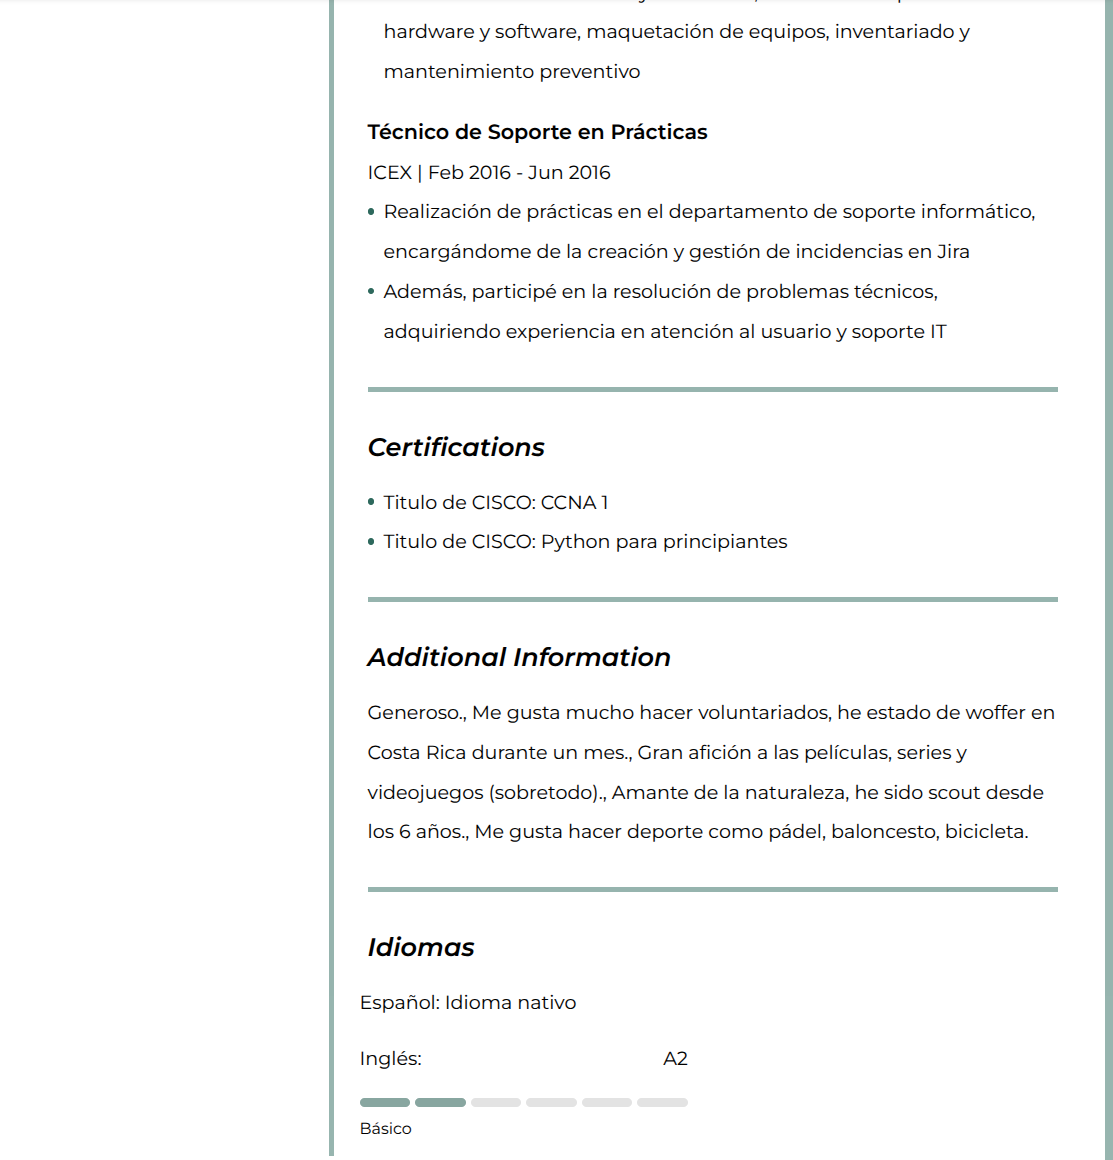 hardware y software, maquetación de equipos, inventariado y
mantenimiento preventivo
Técnico de Soporte en Prácticas
ICEX | Feb 2016 - Jun 2016
• Realización de prácticas en el departamento de soporte informático,
encargándome de la creación y gestión de incidencias en Jira
• Además, participé en la resolución de problemas técnicos,
adquiriendo experiencia en atención al usuario y soporte IT
Certifications
• Titulo de CISCO: CCNA 1
• Titulo de CISCO: Python para principiantes
Additional Information
Generoso., Me gusta mucho hacer voluntariados, he estado de woffer en
Costa Rica durante un mes., Gran afición a las películas, series y
videojuegos (sobretodo)., Amante de la naturaleza, he sido scout desde
los 6 años., Me gusta hacer deporte como pádel, baloncesto, bicicleta.
Idiomas
Español: Idioma nativo
Inglés: A2
Básico